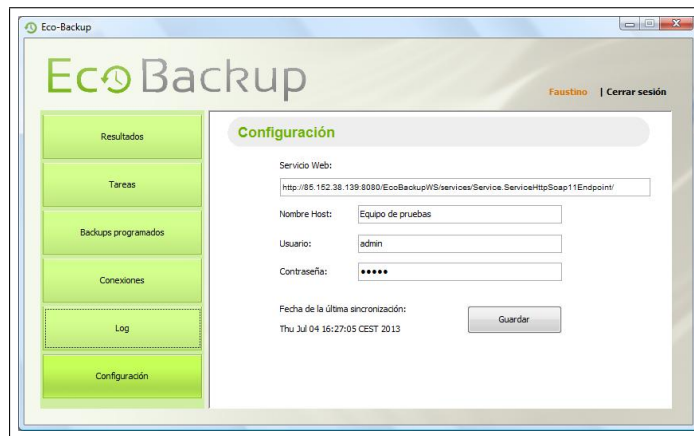 Eco-Backup
Eco Backup
Faustino | Cerrar sesión
Resultados
Tareas
Backups programados
Conexiones
Log
Configuración
Configuración
Servicio Web:
http://85.152.38.139:8080/EcoBackupWS/services/Service.ServiceHttpSoap11Endpoint/
Nombre Host: Equipo de pruebas
Usuario: admin
Contraseña: •••••
Fecha de la última sincronización:
Thu Jul 04 16:27:05 CEST 2013
Guardar